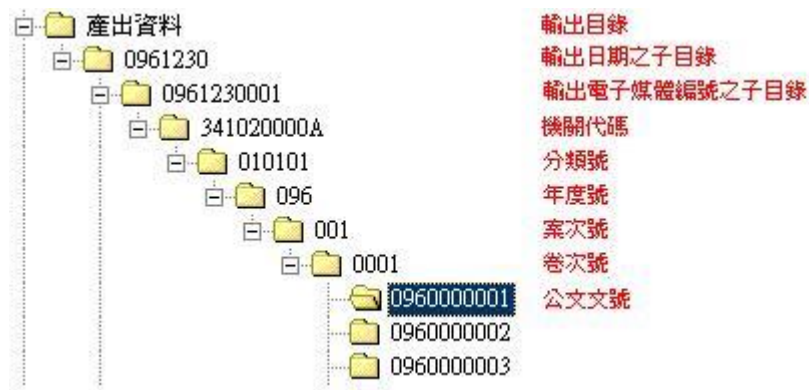 產出資料 輸出目錄
0961230 輸出日期之子目錄
0961230001 輸出電子媒體編號之子目錄
341020000A 機關代碼
010101 分類號
096 年度號
001 案次號
0001 卷次號
0960000001 公文文號
0960000002
0960000003